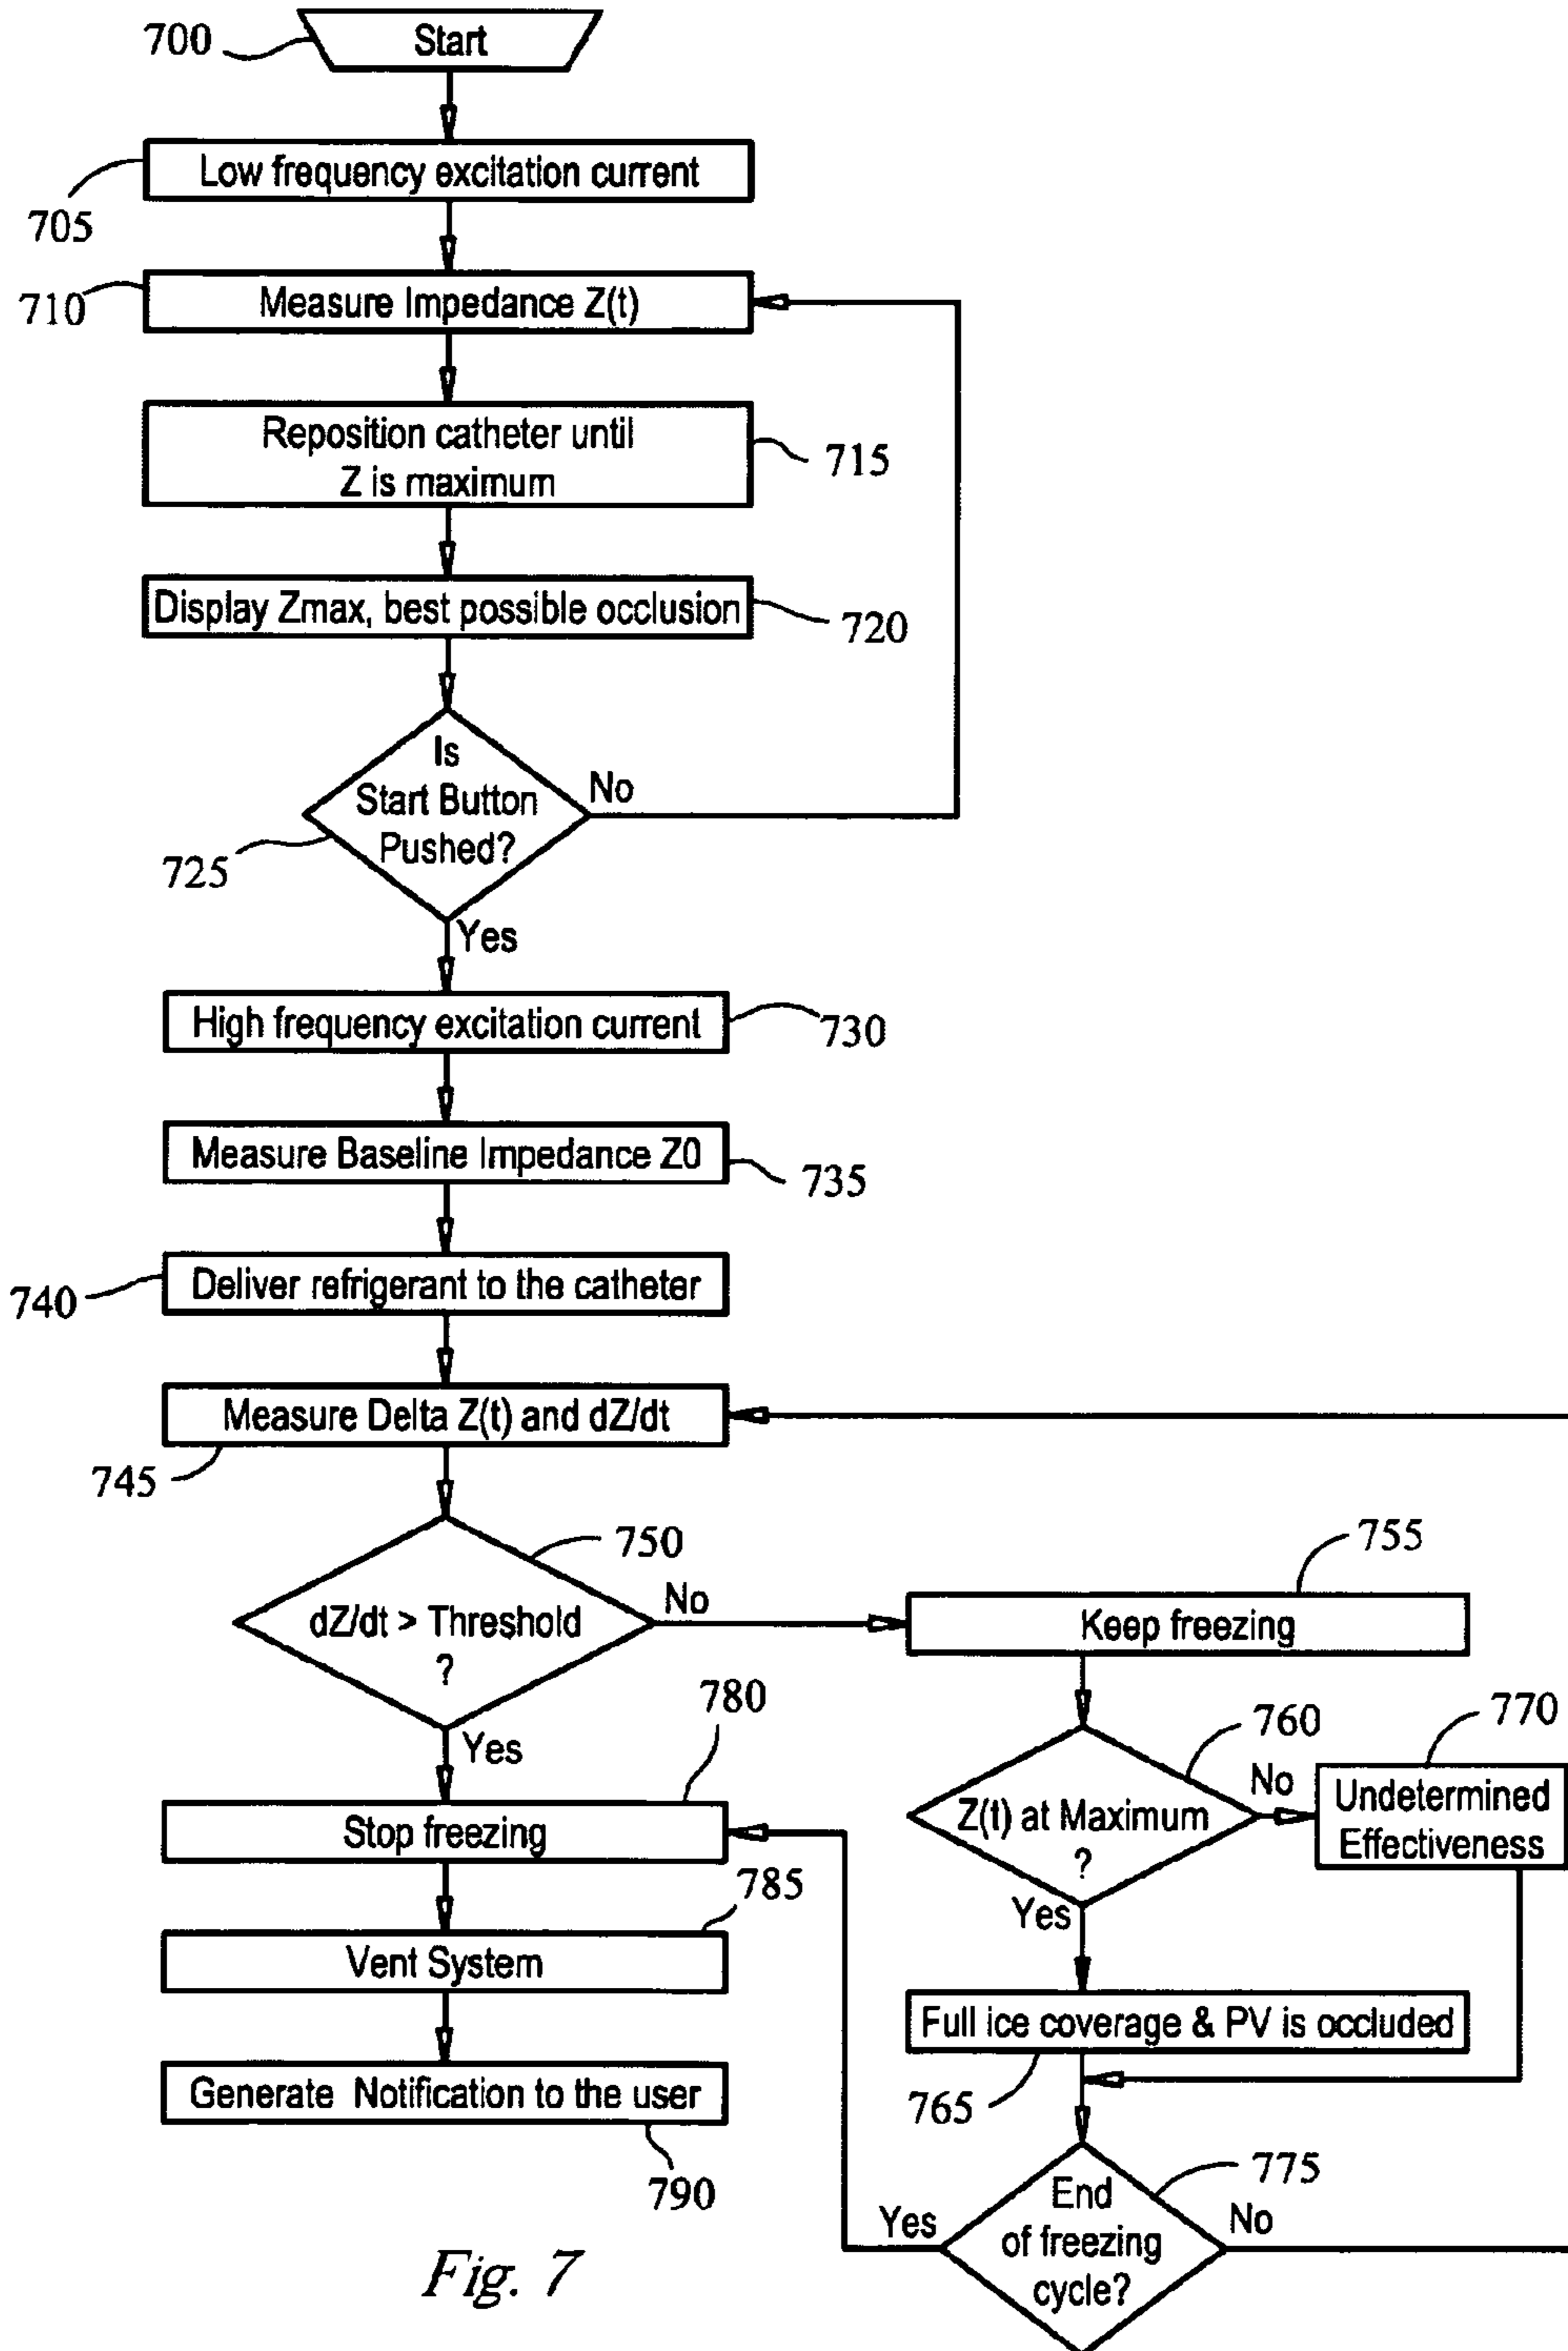 700
Start
Low frequency excitation current
705
710
Measure Impedance Z(t)
Reposition catheter until
Z is maximum
715
Display Zmax, best possible occlusion
720
Is
Start Button
Pushed?
No
725
Yes
High frequency excitation current
730
Measure Baseline Impedance Z0
735
Deliver refrigerant to the catheter
740
Measure Delta Z(t) and dZ/dt
745
750
dZ/dt > Threshold
?
No
Yes
755
Keep freezing
760
Z(t) at Maximum
?
No
770
Undetermined
Effectiveness
Yes
780
Stop freezing
785
Vent System
Full ice coverage & PV is occluded
765
Generate Notification to the user
790
775
End
of freezing
cycle?
Yes
No
Fig. 7